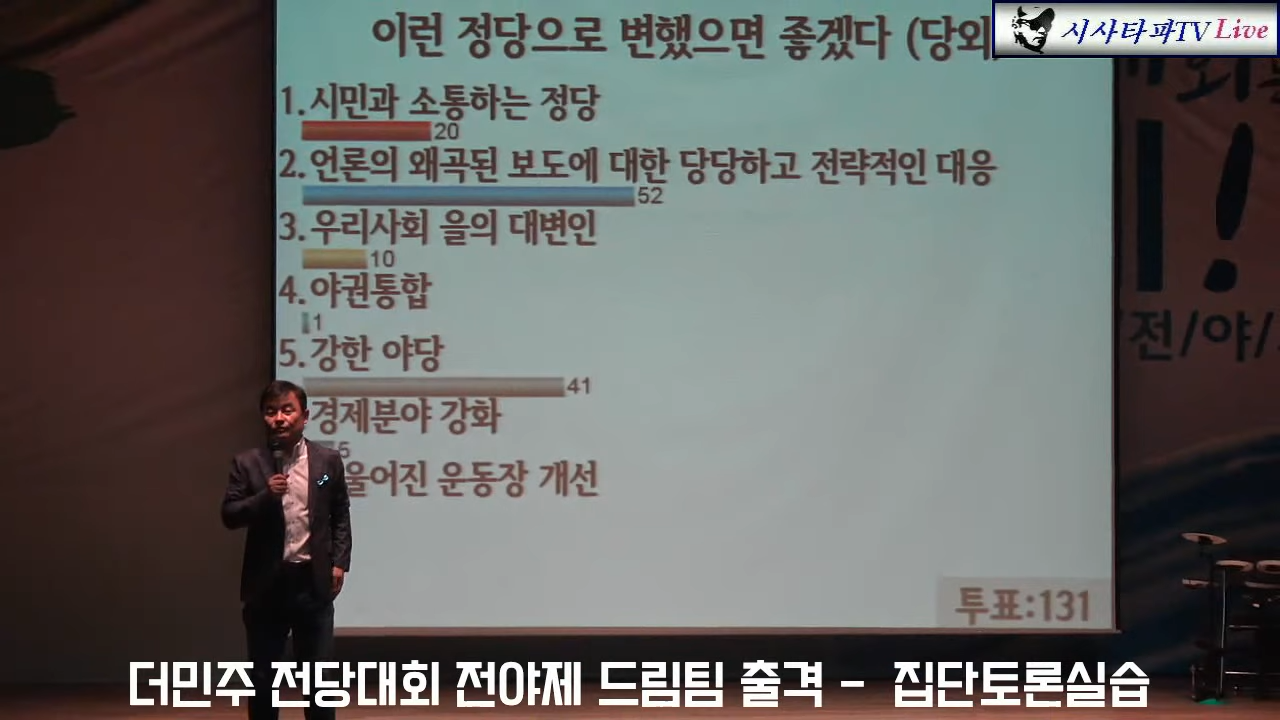 이런 정당으로 변했으면 좋겠다 (당외
시사타파TV Live
1. 시민과 소통하는 정당
20
2. 언론의 왜곡된 보도에 대한 당당하고 전략적인 대응
52
3. 우리사회 을의 대변인
10
4. 야권통합
1
5. 강한 야당
41
경제분야 강화
5
울어진 운동장 개선
투표:131
/전/야/
더민주 전당대회 전야제 드림팀 출격 - 집단토론실습